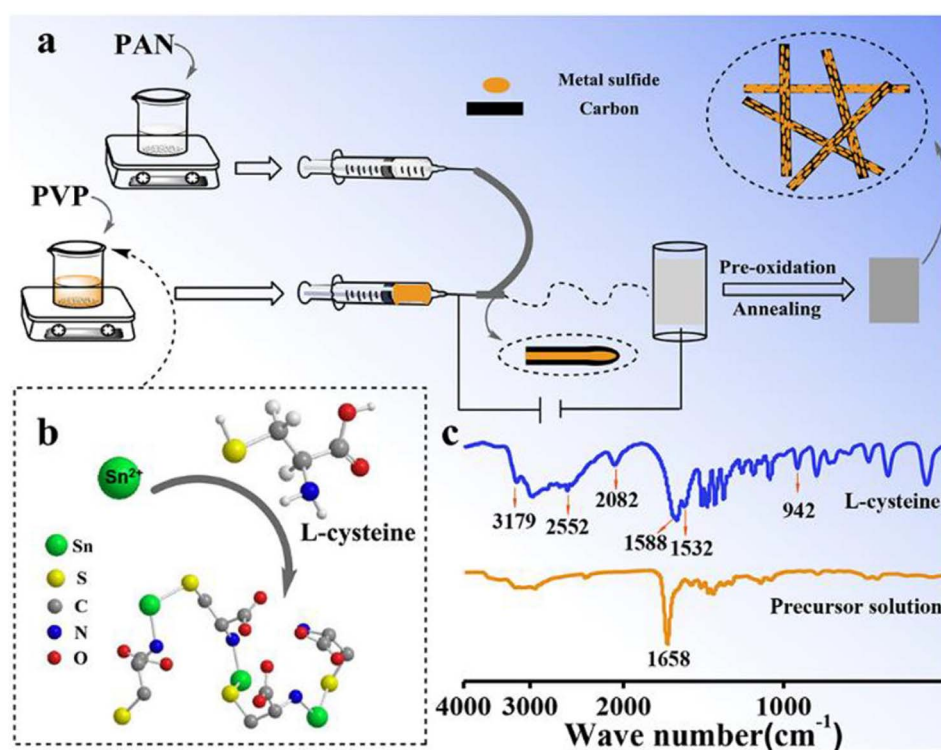 a
PAN
PVP
Metal sulfide
Carbon
Pre-oxidation
Annealing
b
Sn²⁺
L-cysteine
Sn
S
C
N
O
c
3179
2552
2082
1588
1532
942
L-cysteine
Precursor solution
1658
4000
3000
2000
1000
Wave number(cm⁻¹)